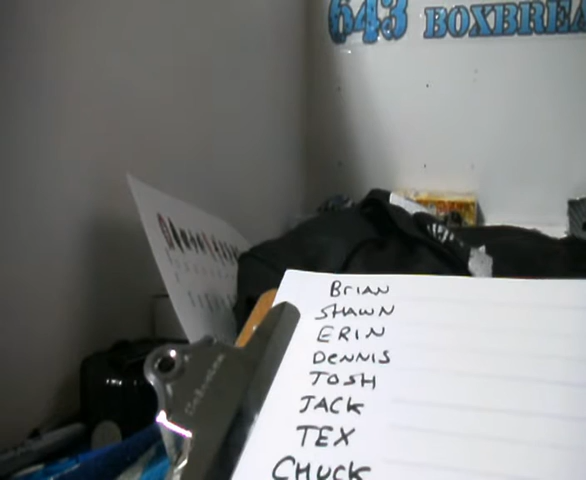 643 BOXBREA
BRIAN
SHAWN
ERIN
DENNIS
JOSH
JACK
TEX
CHUCK